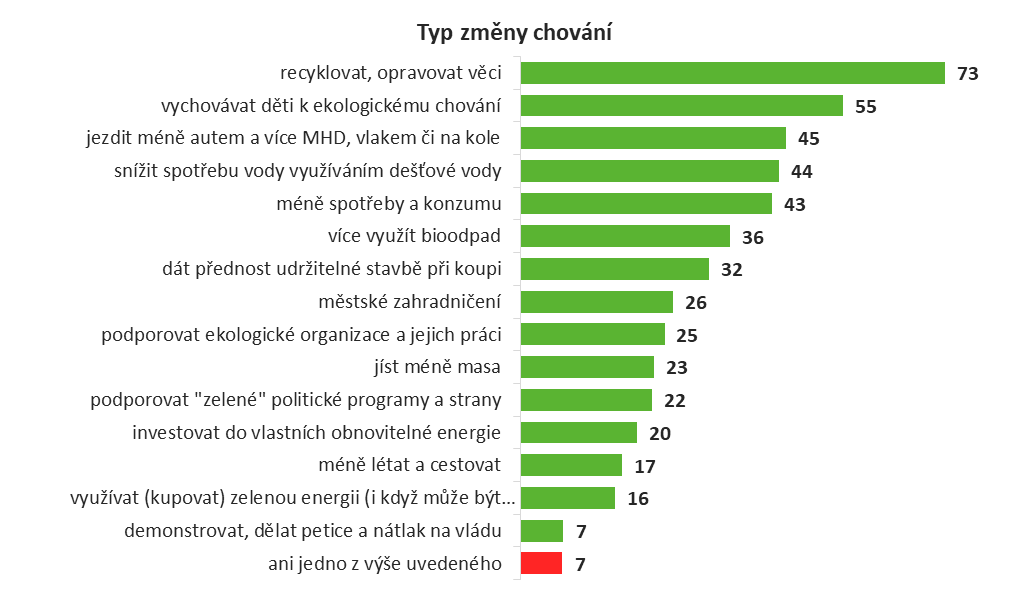 Typ změny chování
recyklovat, opravovat věci 73
vychovávat děti k ekologickému chování 55
jezdit méně autem a více MHD, vlakem či na kole 45
snížit spotřebu vody využíváním dešťové vody 44
méně spotřeby a konzumu 43
více využít bioodpad 36
dát přednost udržitelné stavbě při koupi 32
městské zahradničení 26
podporovat ekologické organizace a jejich práci 25
jíst méně masa 23
podporovat "zelené" politické programy a strany 22
investovat do vlastních obnovitelné energie 20
méně létat a cestovat 17
využívat (kupovat) zelenou energii (i když může být... 16
demonstrovat, dělat petice a nátlak na vládu 7
ani jedno z výše uvedeného 7